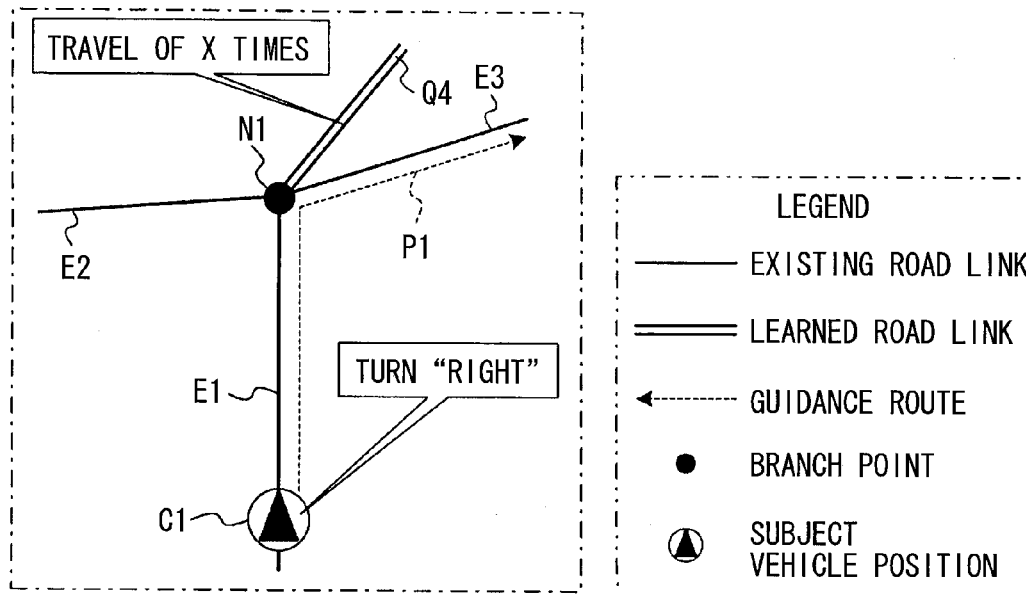 TRAVEL OF X TIMES
Q4
E3
N1
E2
P1
E1
TURN “RIGHT”
C1
LEGEND
EXISTING ROAD LINK
LEARNED ROAD LINK
GUIDANCE ROUTE
BRANCH POINT
SUBJECT
VEHICLE POSITION